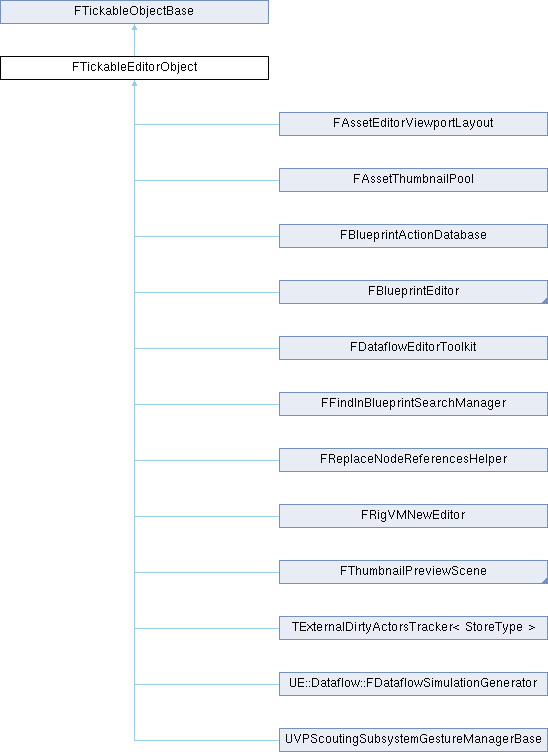 FTickableObjectBase
FTickableEditorObject
FAssetEditorViewportLayout
FAssetThumbnailPool
FBlueprintActionDatabase
FBlueprintEditor
FDataflowEditorToolkit
FFindInBlueprintSearchManager
FReplaceNodeReferencesHelper
FRigVMNewEditor
FThumbnailPreviewScene
TExternalDirtyActorsTracker< StoreType >
UE::Dataflow::FDataflowSimulationGenerator
UVPScoutingSubsystemGestureManagerBase